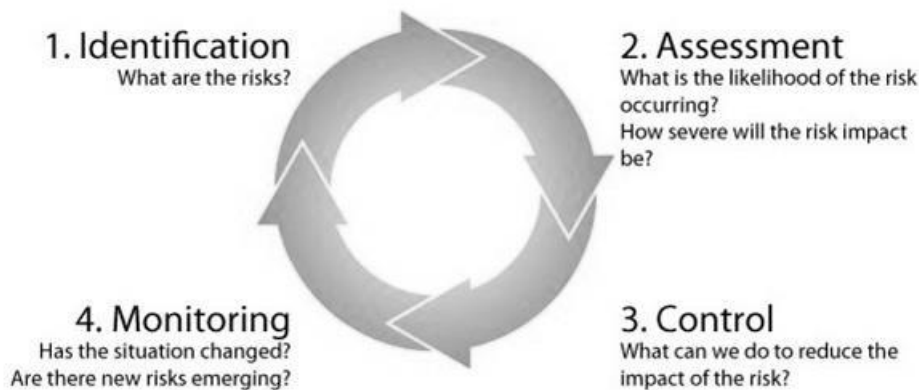 1. Identification
What are the risks?
2. Assessment
What is the likelihood of the risk
occurring?
How severe will the risk impact
be?
3. Control
What can we do to reduce the
impact of the risk?
4. Monitoring
Has the situation changed?
Are there new risks emerging?